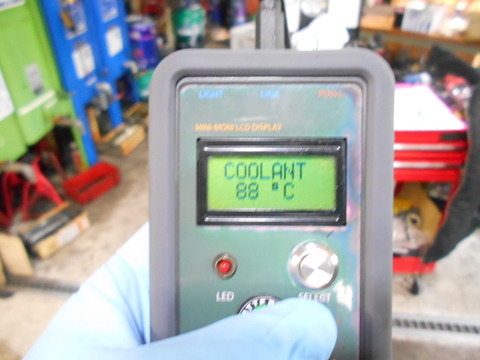 LIGHT LINK POWER
MINI-MONI LCD DISPLAY
COOLANT
88 °C
LED SELECT